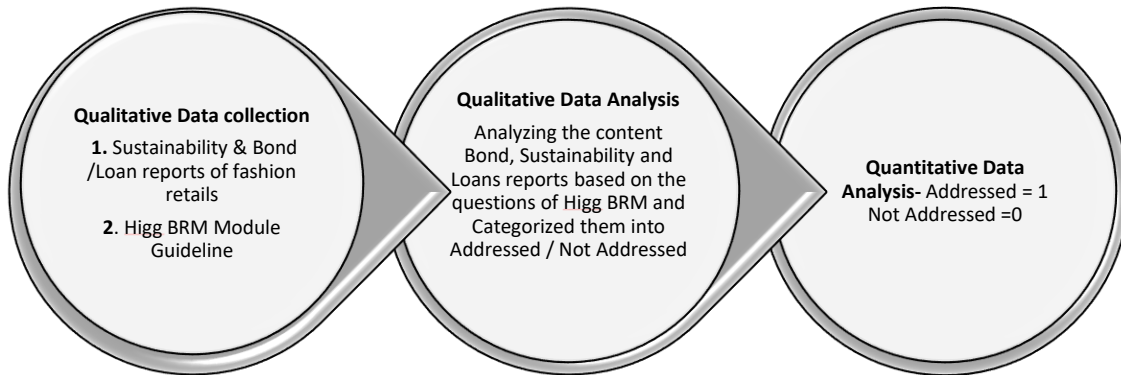 Qualitative Data collection
1. Sustainability & Bond
/Loan reports of fashion
retails
2. Higg BRM Module
Guideline
Qualitative Data Analysis
Analyzing the content
Bond, Sustainability and
Loans reports based on the
questions of Higg BRM and
Categorized them into
Addressed / Not Addressed
Quantitative Data
Analysis- Addressed = 1
Not Addressed =0